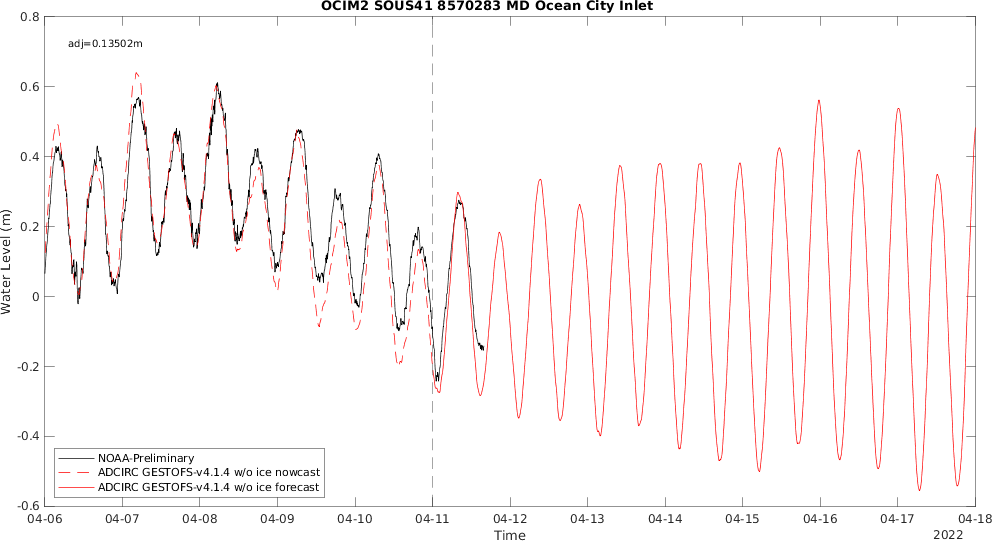 OCIM2 SOUS41 8570283 MD Ocean City Inlet
adj=0.13502m
Water Level (m)
0.8
0.6
0.4
0.2
0
-0.2
-0.4
-0.6
NOAA-Preliminary
ADCIRC GESTOFS-v4.1.4 w/o ice nowcast
ADCIRC GESTOFS-v4.1.4 w/o ice forecast
04-06 04-07 04-08 04-09 04-10 04-11 04-12 04-13 04-14 04-15 04-16 04-17 04-18
Time
2022